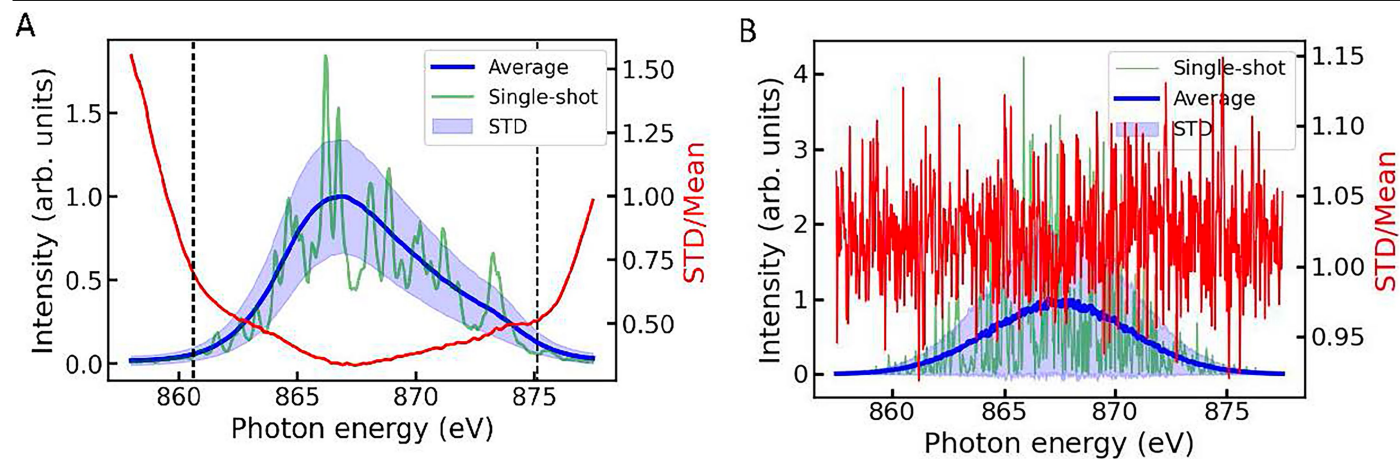 A
Intensity (arb. units)
1.5
1.0
0.5
0.0
Average
Single-shot
STD
1.50
1.25
1.00
0.75
0.50
STD/Mean
860
865
870
875
Photon energy (eV)
B
Intensity (arb. units)
4
3
2
1
0
Single-shot
Average
STD
1.15
1.10
1.05
1.00
0.95
STD/Mean
860
865
870
875
Photon energy (eV)